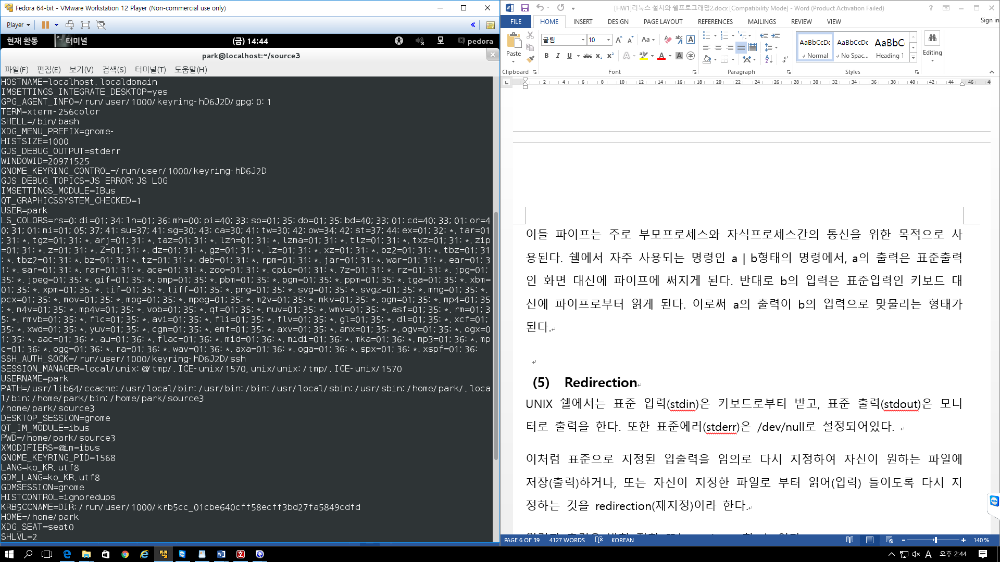 Fedora 64-bit - VMware Workstation 12 Player (Non-commercial use only)
Player
현재 활동
터미널
(금) 14:44
pedora
park@localhost:~/source3
파일(F) 편집(E) 보기(V) 검색(S) 터미널(T) 도움말(H)
HOSTNAME=localhost.localdomain
IMSETTINGS_INTEGRATE_DESKTOP=yes
GPG_AGENT_INFO=/run/user/1000/keyring-hD6J2D/gpg:0:1
TERM=xterm-256color
SHELL=/bin/bash
XDG_MENU_PREFIX=gnome-
HISTSIZE=1000
GJS_DEBUG_OUTPUT=stderr
WINDOWID=20971525
GNOME_KEYRING_CONTROL=/run/user/1000/keyring-hD6J2D
GJS_DEBUG_TOPICS=JS ERROR;JS LOG
IMSETTINGS_MODULE=IBus
QT_GRAPHICSSYSTEM_CHECKED=1
USER=park
LS_COLORS=rs=0:di=01;34:ln=01;36:mh=00:pi=40;33:so=01;35:do=01;35:bd=40;33;01:cd=40;33;01:or=4
0;31;01:mi=01;05;37;41:su=37;41:sg=30;43:ca=30;41:tw=30;42:ow=34;42:st=37;44:ex=01;32:*.tar=01
;31:*.tgz=01;31:*.arj=01;31:*.taz=01;31:*.lzh=01;31:*.lzma=01;31:*.tlz=01;31:*.txz=01;31:*.zip
=01;31:*.z=01;31:*.Z=01;31:*.dz=01;31:*.gz=01;31:*.lz=01;31:*.xz=01;31:*.bz2=01;31:*.tbz=01;31
:*.tbz2=01;31:*.bz=01;31:*.tz=01;31:*.deb=01;31:*.rpm=01;31:*.jar=01;31:*.war=01;31:*.ear=01;3
1:*.sar=01;31:*.rar=01;31:*.ace=01;31:*.zoo=01;31:*.cpio=01;31:*.7z=01;31:*.rz=01;31:*.jpg=01;
35:*.jpeg=01;35:*.gif=01;35:*.bmp=01;35:*.pbm=01;35:*.pgm=01;35:*.ppm=01;35:*.tga=01;35:*.xbm=
01;35:*.xpm=01;35:*.tif=01;35:*.tiff=01;35:*.png=01;35:*.svg=01;35:*.svgz=01;35:*.mng=01;35:*.
pcx=01;35:*.mov=01;35:*.mpg=01;35:*.mpeg=01;35:*.m2v=01;35:*.mkv=01;35:*.ogm=01;35:*.mp4=01;35
:*.m4v=01;35:*.mp4v=01;35:*.vob=01;35:*.qt=01;35:*.nuv=01;35:*.wmv=01;35:*.asf=01;35:*.rm=01;3
5:*.rmvb=01;35:*.flc=01;35:*.avi=01;35:*.fli=01;35:*.flv=01;35:*.gl=01;35:*.dl=01;35:*.xcf=01;
35:*.xwd=01;35:*.yuv=01;35:*.cgm=01;35:*.emf=01;35:*.axv=01;35:*.anx=01;35:*.ogv=01;35:*.ogx=0
1;35:*.aac=01;36:*.au=01;36:*.flac=01;36:*.mid=01;36:*.midi=01;36:*.mka=01;36:*.mp3=01;36:*.mp
c=01;36:*.ogg=01;36:*.ra=01;36:*.wav=01;36:*.axa=01;36:*.oga=01;36:*.spx=01;36:*.xspf=01;36:
SSH_AUTH_SOCK=/run/user/1000/keyring-hD6J2D/ssh
SESSION_MANAGER=local/unix:@/tmp/.ICE-unix/1570,unix/unix:/tmp/.ICE-unix/1570
USERNAME=park
PATH=/usr/lib64/ccache:/usr/local/bin:/usr/bin:/bin:/usr/local/sbin:/usr/sbin:/home/park/.loca
l/bin:/home/park/bin:/home/park/source3
/home/park/source3
DESKTOP_SESSION=gnome
QT_IM_MODULE=ibus
PWD=/home/park/source3
XMODIFIERS=@im=ibus
GNOME_KEYRING_PID=1568
LANG=ko_KR.utf8
GDM_LANG=ko_KR.utf8
GDMSESSION=gnome
HISTCONTROL=ignoredups
KRB5CCNAME=DIR:/run/user/1000/krb5cc_01cbe640cff58ecff3bd27fa5849cdfd
HOME=/home/park
XDG_SEAT=seat0
SHLVL=2
[HW1]리눅스 설치와 쉘프로그래밍2.docx [Compatibility Mode] - Word (Product Activation Failed)
FILE HOME INSERT DESIGN PAGE LAYOUT REFERENCES MAILINGS REVIEW VIEW Sign in
Paste
굴림 10
B I U abc x₂ x²
AaBbCcDc AaBbCcDc AaBbC
Normal No Spac... Heading 1
Editing
Clipboard Font Paragraph Styles
2 4 6 8 10 12 14 16 18 20 22 24 26 28 30 32 34 36 38 40 42 44 46
이들 파이프는 주로 부모프로세스와 자식프로세스간의 통신을 위한 목적으로 사
용된다. 쉘에서 자주 사용되는 명령인 a | b형태의 명령에서, a의 출력은 표준출력
인 화면 대신에 파이프에 써지게 된다. 반대로 b의 입력은 표준입력인 키보드 대
신에 파이프로부터 읽게 된다. 이로써 a의 출력이 b의 입력으로 맞물리는 형태가
된다.
(5) Redirection
UNIX 쉘에서는 표준 입력(stdin)은 키보드로부터 받고, 표준 출력(stdout)은 모니
터로 출력을 한다. 또한 표준에러(stderr)은 /dev/null로 설정되어있다.
이처럼 표준으로 지정된 입출력을 임의로 다시 지정하여 자신이 원하는 파일에
저장(출력)하거나, 또는 자신이 지정한 파일로 부터 읽어(입력) 들이도록 다시 지
정하는 것을 redirection(재지정)이라 한다.
PAGE 6 OF 39 4127 WORDS KOREAN 140 %
A 오후 2:44